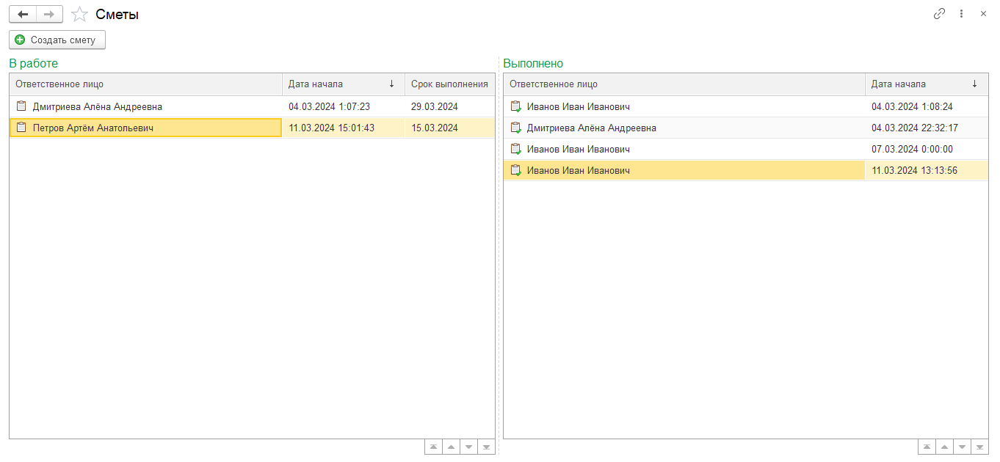 Сметы
Создать смету
В работе
Ответственное лицо Дата начала ↓ Срок выполнения
Дмитриева Алёна Андреевна 04.03.2024 1:07:23 29.03.2024
Петров Артём Анатольевич 11.03.2024 15:01:43 15.03.2024
Выполнено
Ответственное лицо Дата начала ↓
Иванов Иван Иванович 04.03.2024 1:08:24
Дмитриева Алёна Андреевна 04.03.2024 22:32:17
Иванов Иван Иванович 07.03.2024 0:00:00
Иванов Иван Иванович 11.03.2024 13:13:56